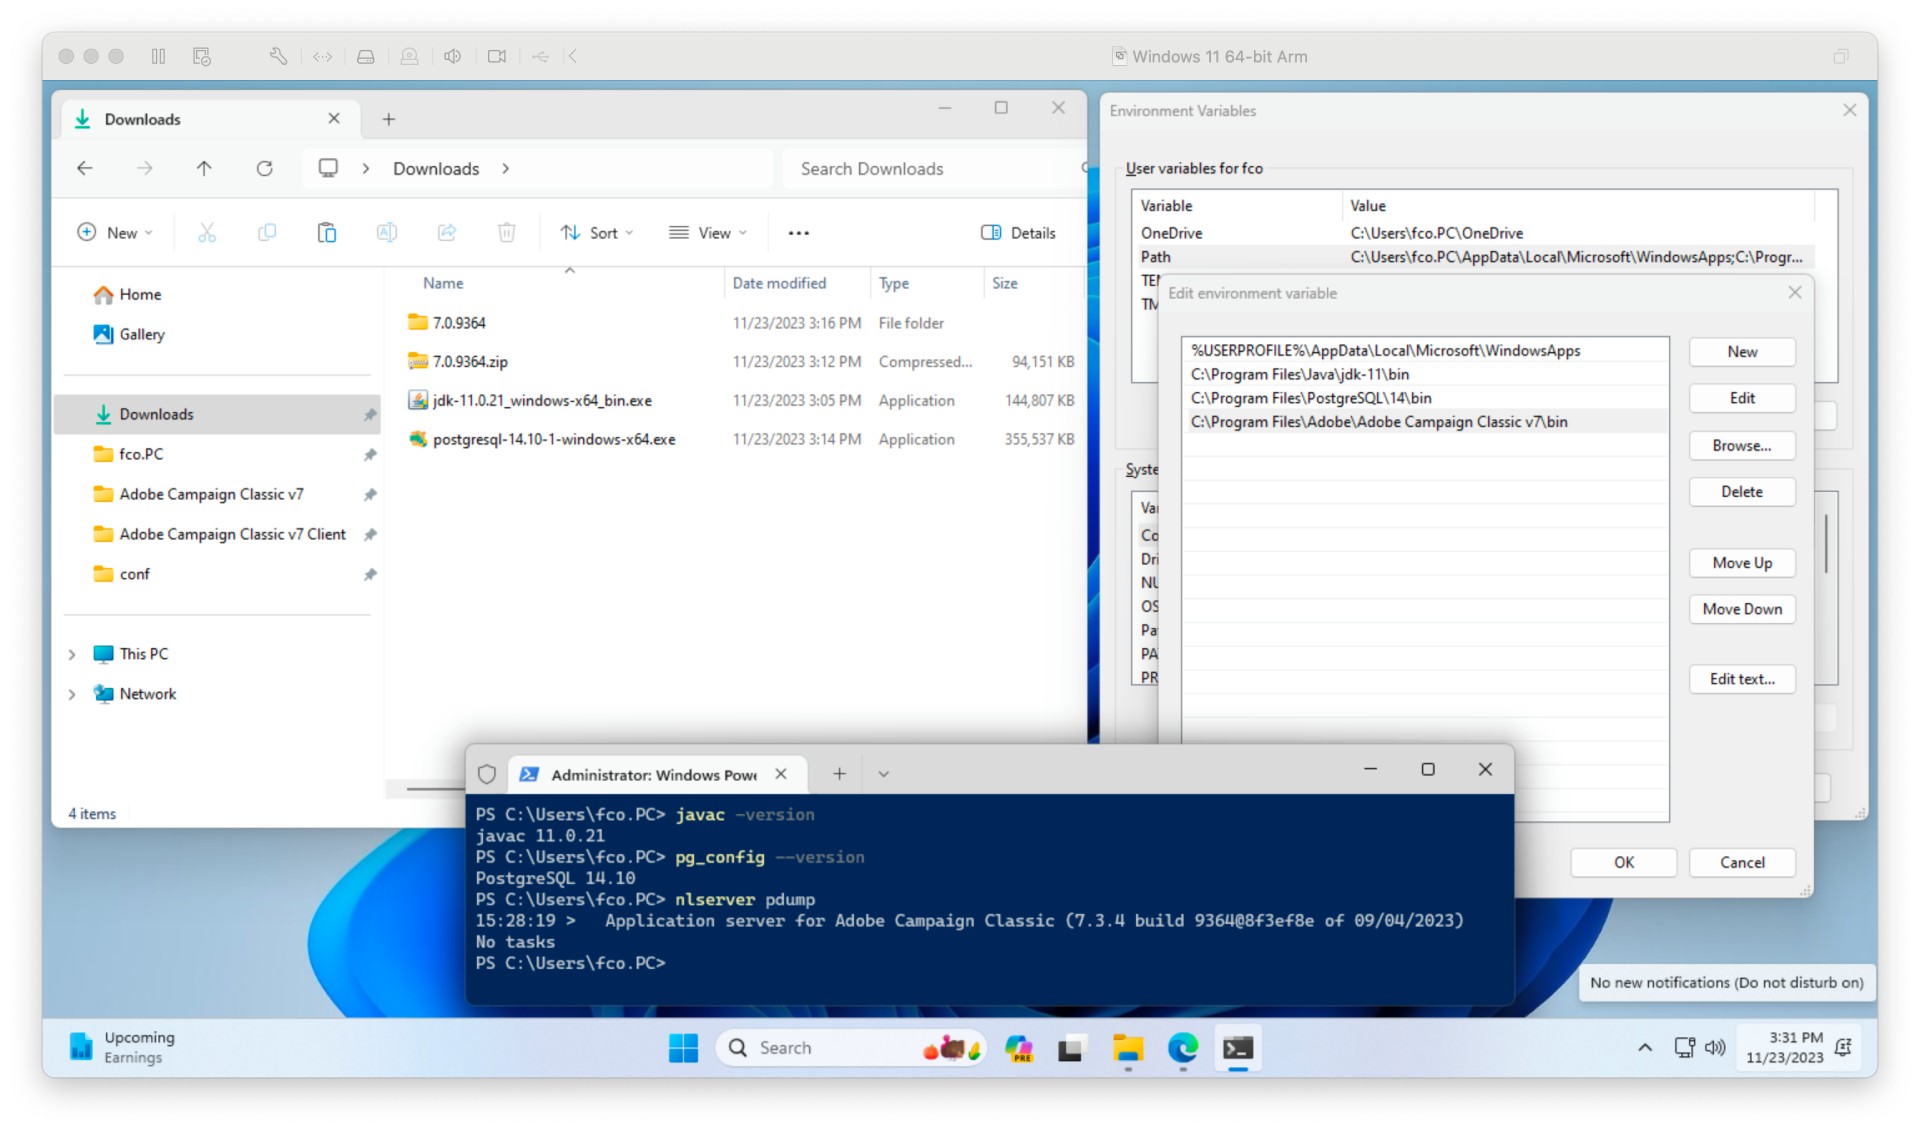 Windows 11 64-bit Arm
Downloads
Downloads
Search Downloads
New
Sort
View
Details
Name
Date modified
Type
Size
7.0.9364 11/23/2023 3:16 PM File folder
7.0.9364.zip 11/23/2023 3:12 PM Compressed... 94,151 KB
jdk-11.0.21_windows-x64_bin.exe 11/23/2023 3:05 PM Application 144,807 KB
postgresql-14.10-1-windows-x64.exe 11/23/2023 3:14 PM Application 355,537 KB
Home
Gallery
Downloads
fco.PC
Adobe Campaign Classic v7
Adobe Campaign Classic v7 Client
conf
This PC
Network
4 items
Environment Variables
User variables for fco
Variable Value
OneDrive C:\Users\fco.PC\OneDrive
Path C:\Users\fco.PC\AppData\Local\Microsoft\WindowsApps;C:\Progr...
TE
TM
Syste
Va
Co
Dri
NU
OS
Pa
PA
PR
Edit environment variable
%USERPROFILE%\AppData\Local\Microsoft\WindowsApps
C:\Program Files\Java\jdk-11\bin
C:\Program Files\PostgreSQL\14\bin
C:\Program Files\Adobe\Adobe Campaign Classic v7\bin
New
Edit
Browse...
Delete
Move Up
Move Down
Edit text...
OK
Cancel
Administrator: Windows Powe
PS C:\Users\fco.PC> javac -version
javac 11.0.21
PS C:\Users\fco.PC> pg_config --version
PostgreSQL 14.10
PS C:\Users\fco.PC> nlserver pdump
15:28:19 > Application server for Adobe Campaign Classic (7.3.4 build 9364@8f3ef8e of 09/04/2023)
No tasks
PS C:\Users\fco.PC>
No new notifications (Do not disturb on)
Upcoming
Earnings
Search
PRE
3:31 PM
11/23/2023